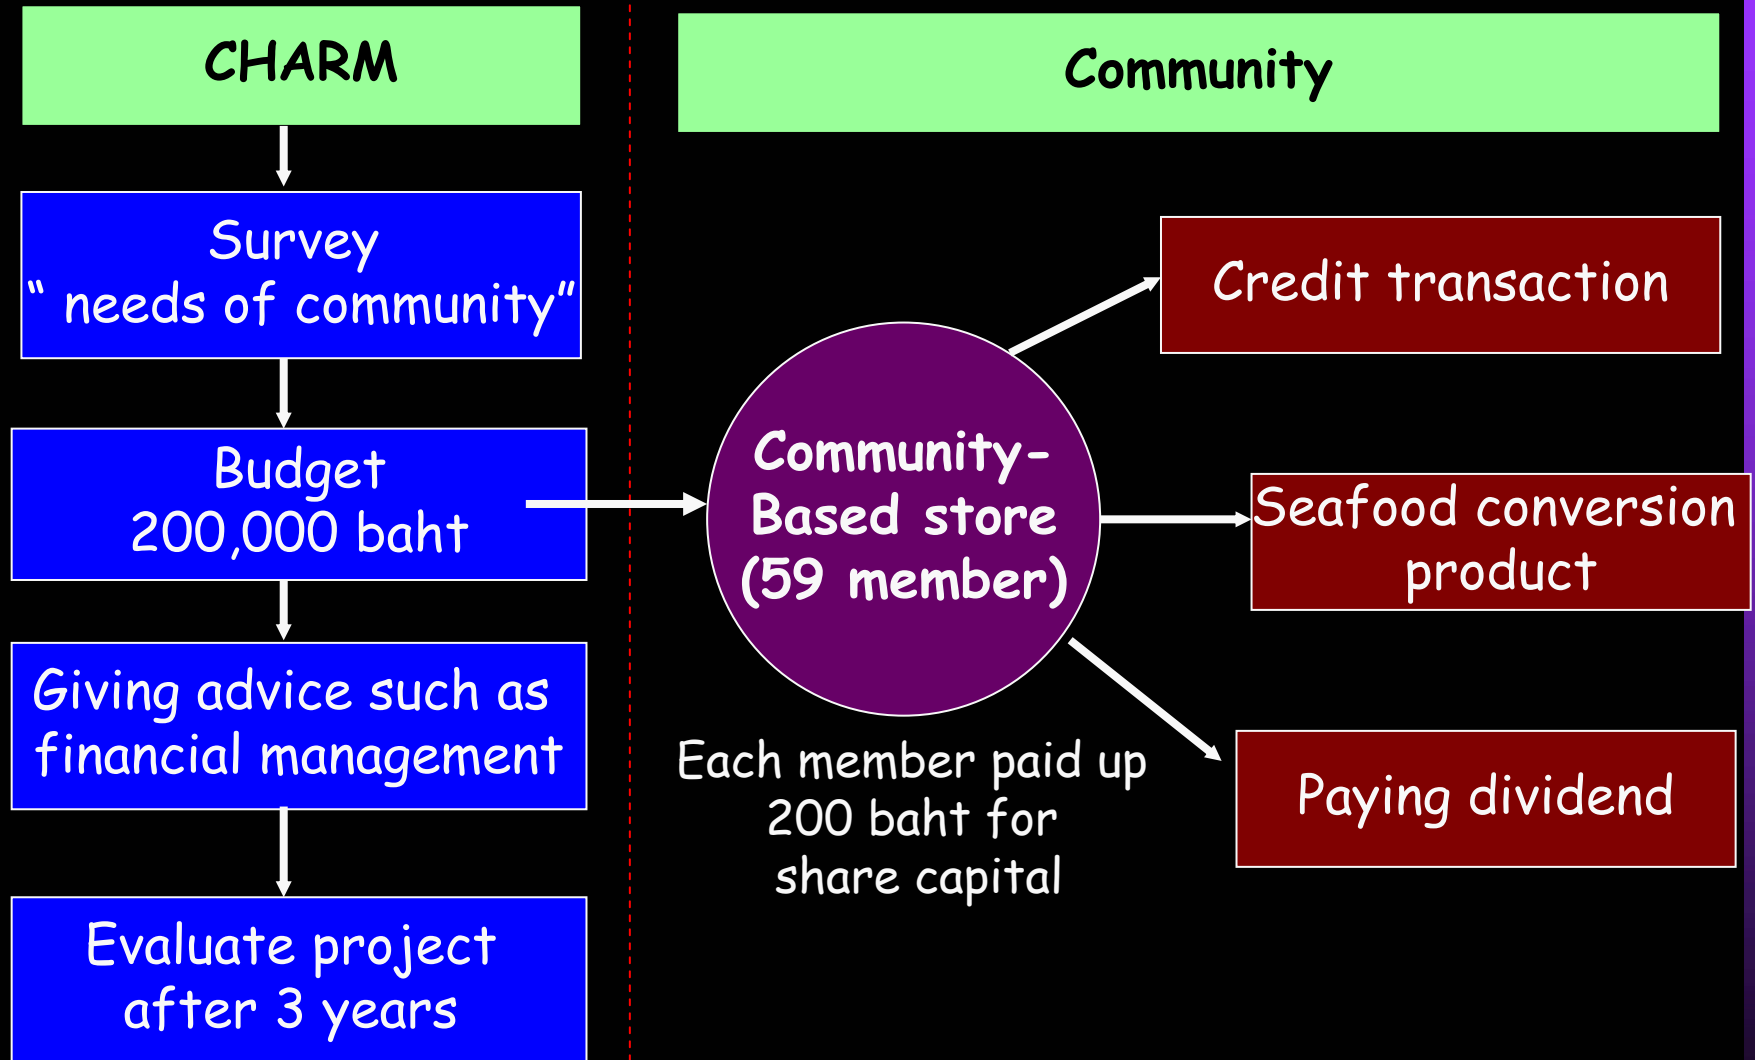 CHARM
Survey
“ needs of community”
Budget
200,000 baht
Giving advice such as
financial management
Evaluate project
after 3 years
Community
Community-
Based store
(59 member)
Each member paid up
200 baht for
share capital
Credit transaction
Seafood conversion
product
Paying dividend